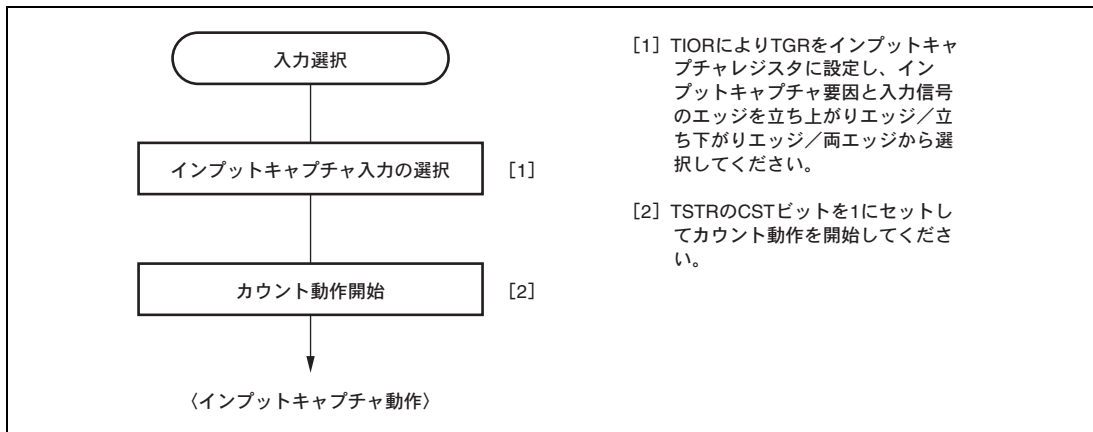 入力選択
インプットキャプチャ入力の選択 [1]
カウント動作開始 [2]
〈インプットキャプチャ動作〉
[1] TIORによりTGRをインプットキャ
プチャレジスタに設定し、イン
プットキャプチャ要因と入力信号
のエッジを立ち上がりエッジ／立
ち下がりエッジ／両エッジから選
択してください。
[2] TSTRのCSTビットを1にセットし
てカウント動作を開始してくださ
い。